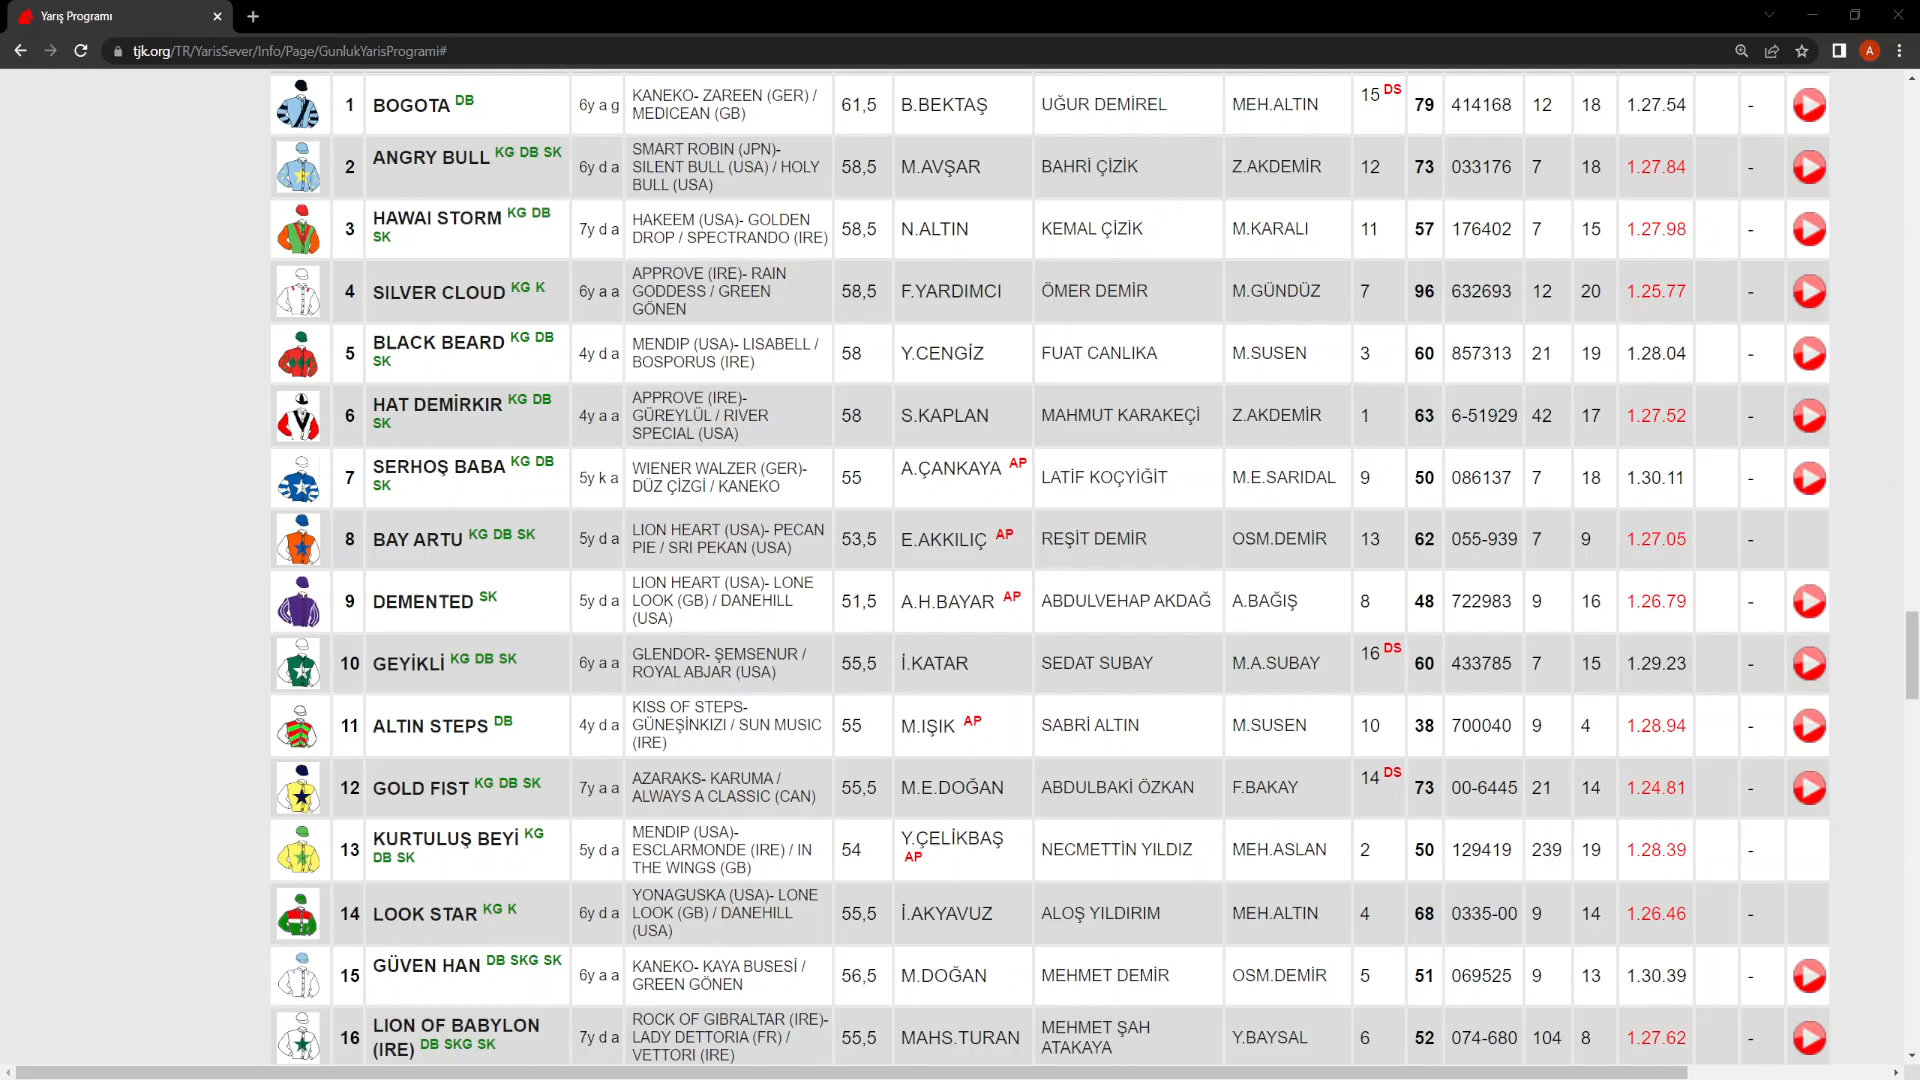 Yarış Programı
tjk.org/TR/YarisSever/Info/Page/GunlukYarisProgrami#
A
1 BOGOTA DB 6y a g KANEKO- ZAREEN (GER) / MEDICEAN (GB) 61,5 B.BEKTAŞ UĞUR DEMİREL MEH.ALTIN 15 DS 79 414168 12 18 1.27.54 -
2 ANGRY BULL KG DB SK 6y d a SMART ROBIN (JPN)- SILENT BULL (USA) / HOLY BULL (USA) 58,5 M.AVŞAR BAHRİ ÇİZİK Z.AKDEMİR 12 73 033176 7 18 1.27.84 -
3 HAWAI STORM KG DB SK 7y d a HAKEEM (USA)- GOLDEN DROP / SPECTRANDO (IRE) 58,5 N.ALTIN KEMAL ÇİZİK M.KARALI 11 57 176402 7 15 1.27.98 -
4 SILVER CLOUD KG K 6y a a APPROVE (IRE)- RAIN GODDESS / GREEN GÖNEN 58,5 F.YARDIMCI ÖMER DEMİR M.GÜNDÜZ 7 96 632693 12 20 1.25.77 -
5 BLACK BEARD KG DB SK 4y d a MENDIP (USA)- LISABELL / BOSPORUS (IRE) 58 Y.CENGİZ FUAT CANLIKA M.SUSEN 3 60 857313 21 19 1.28.04 -
6 HAT DEMİRKIR KG DB SK 4y a a APPROVE (IRE)- GÜREYLÜL / RIVER SPECIAL (USA) 58 S.KAPLAN MAHMUT KARAKEÇİ Z.AKDEMİR 1 63 6-51929 42 17 1.27.52 -
7 SERHOŞ BABA KG DB SK 5y k a WIENER WALZER (GER)- DÜZ ÇİZGİ / KANEKO 55 A.ÇANKAYA AP LATİF KOÇYİĞİT M.E.SARIDAL 9 50 086137 7 18 1.30.11 -
8 BAY ARTU KG DB SK 5y d a LION HEART (USA)- PECAN PIE / SRI PEKAN (USA) 53,5 E.AKKILIÇ AP REŞİT DEMİR OSM.DEMİR 13 62 055-939 7 9 1.27.05 -
9 DEMENTED SK 5y d a LION HEART (USA)- LONE LOOK (GB) / DANEHILL (USA) 51,5 A.H.BAYAR AP ABDULVEHAP AKDAĞ A.BAĞIŞ 8 48 722983 9 16 1.26.79 -
10 GEYİKLİ KG DB SK 6y a a GLENDOR- ŞEMSENUR / ROYAL ABJAR (USA) 55,5 İ.KATAR SEDAT SUBAY M.A.SUBAY 16 DS 60 433785 7 15 1.29.23 -
11 ALTIN STEPS DB 4y d a KISS OF STEPS- GÜNEŞİNKIZI / SUN MUSIC (IRE) 55 M.IŞIK AP SABRİ ALTIN M.SUSEN 10 38 700040 9 4 1.28.94 -
12 GOLD FIST KG DB SK 7y a a AZARAKS- KARUMA / ALWAYS A CLASSIC (CAN) 55,5 M.E.DOĞAN ABDULBAKİ ÖZKAN F.BAKAY 14 DS 73 00-6445 21 14 1.24.81 -
13 KURTULUŞ BEYİ KG DB SK 5y d a MENDIP (USA)- ESCLARMONDE (IRE) / IN THE WINGS (GB) 54 Y.ÇELİKBAŞ AP NECMETTİN YILDIZ MEH.ASLAN 2 50 129419 239 19 1.28.39 -
14 LOOK STAR KG K 6y d a YONAGUSKA (USA)- LONE LOOK (GB) / DANEHILL (USA) 55,5 İ.AKYAVUZ ALOŞ YILDIRIM MEH.ALTIN 4 68 0335-00 9 14 1.26.46 -
15 GÜVEN HAN DB SKG SK 6y a a KANEKO- KAYA BUSESİ / GREEN GÖNEN 56,5 M.DOĞAN MEHMET DEMİR OSM.DEMİR 5 51 069525 9 13 1.30.39 -
16 LION OF BABYLON (IRE) DB SKG SK 7y d a ROCK OF GIBRALTAR (IRE)- LADY DETTORIA (FR) / VETTORI (IRE) 55,5 MAHS.TURAN MEHMET ŞAH ATAKAYA Y.BAYSAL 6 52 074-680 104 8 1.27.62 -